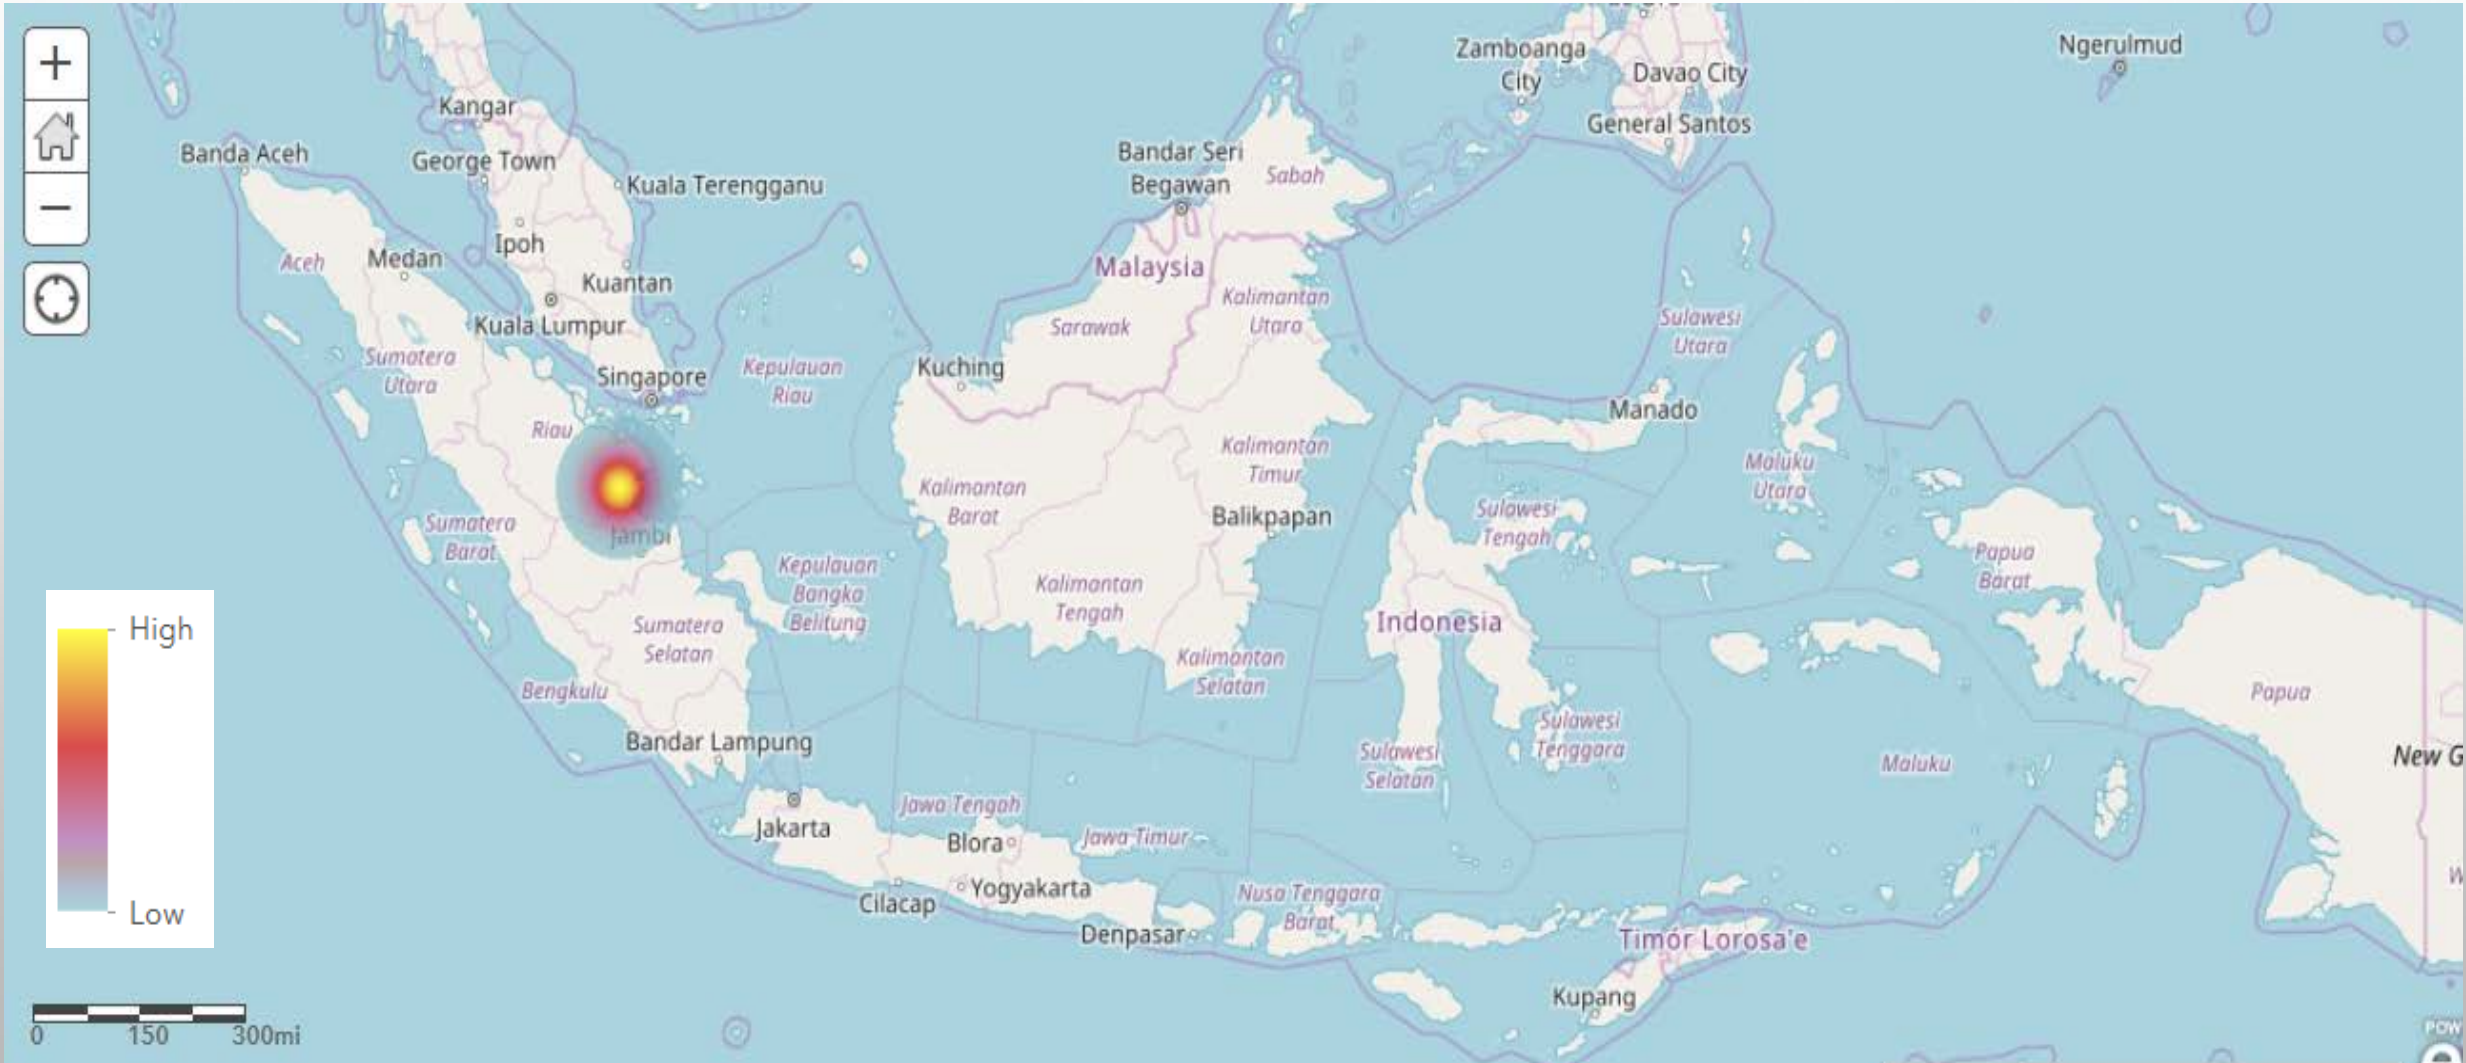 Zamboanga
City
Davao City
General Santos
Ngerulmud
Kangar
Banda Aceh
George Town
Kuala Terengganu
Bandar Seri
Begawan
Sabah
Ipoh
Aceh
Medan
Kuantan
Malaysia
Kalimantan
Utara
Kuala Lumpur
Sarawak
Sulawesi
Utara
Sumatera
Utara
Singapore
Kepulauan
Riau
Kuching
Manado
Riau
Kalimantan
Timur
Maluku
Utara
Kalimantan
Barat
Sumatera
Barat
Jambi
Balikpapan
Sulawesi
Tengah
Papua
Barat
Kepulauan
Bangka
Belitung
Kalimantan
Tengah
Indonesia
High
Sumatera
Selatan
Kalimantan
Selatan
Bengkulu
Papua
Sulawesi
Tenggara
Bandar Lampung
Sulawesi
Selatan
Maluku
New G
Jawa Tengah
Jakarta
Blora
Jawa Timur
Low
Cilacap
Yogyakarta
Nusa Tenggara
Barat
Denpasar
Timór Lorosa'e
W
Kupang
0 150 300mi
POW